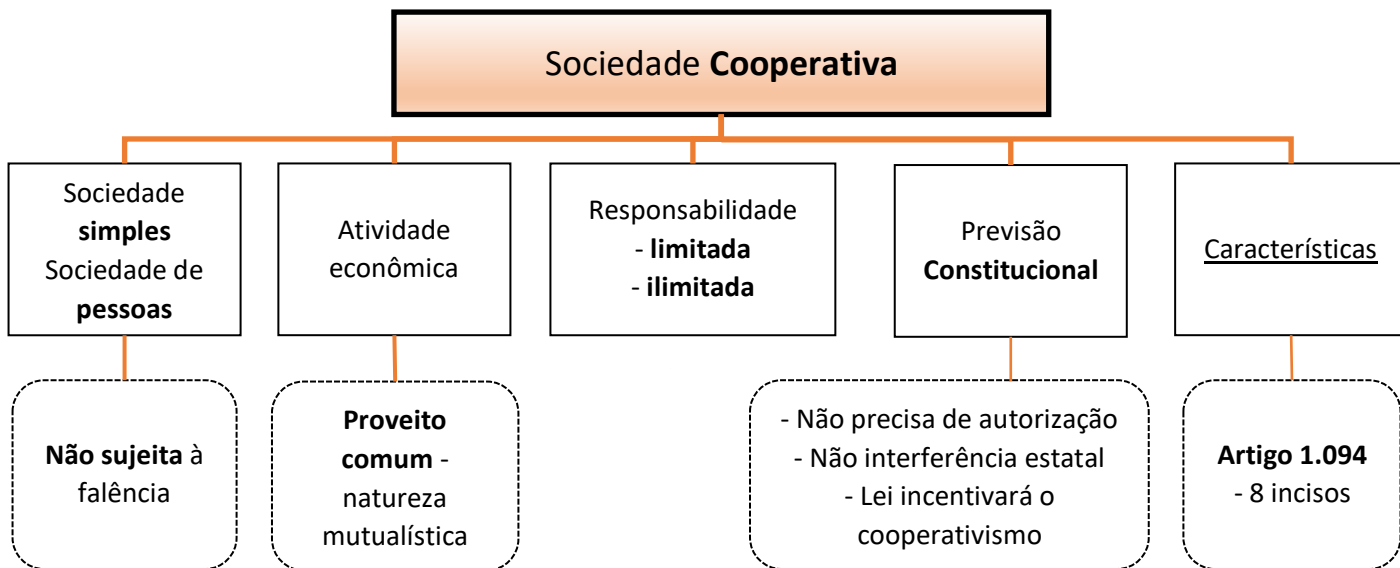 Sociedade Cooperativa
Sociedade
simples
Sociedade de
pessoas
Atividade
econômica
Responsabilidade
- limitada
- ilimitada
Previsão
Constitucional
Características
Não sujeita à
falência
Proveito
comum -
natureza
mutualística
- Não precisa de autorização
- Não interferência estatal
- Lei incentivará o
cooperativismo
Artigo 1.094
- 8 incisos